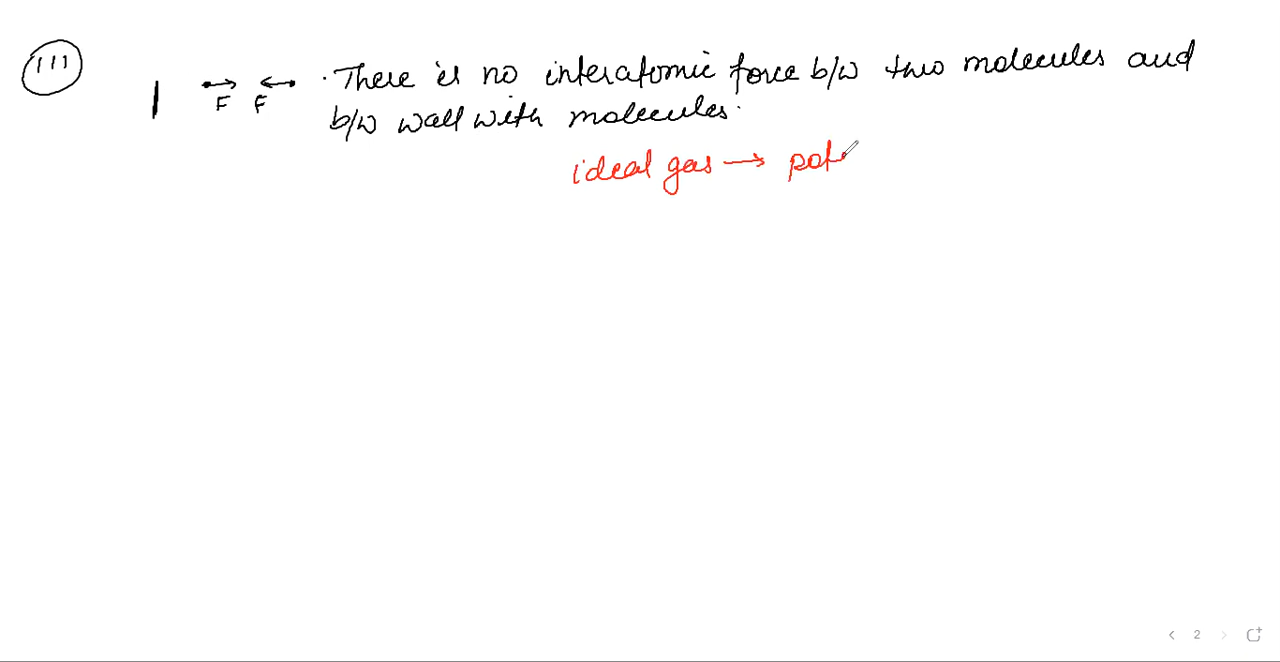 (111)
F F · There is no interatomic force b/w two molecules and
b/w wall with molecules.
ideal gas → pot
2